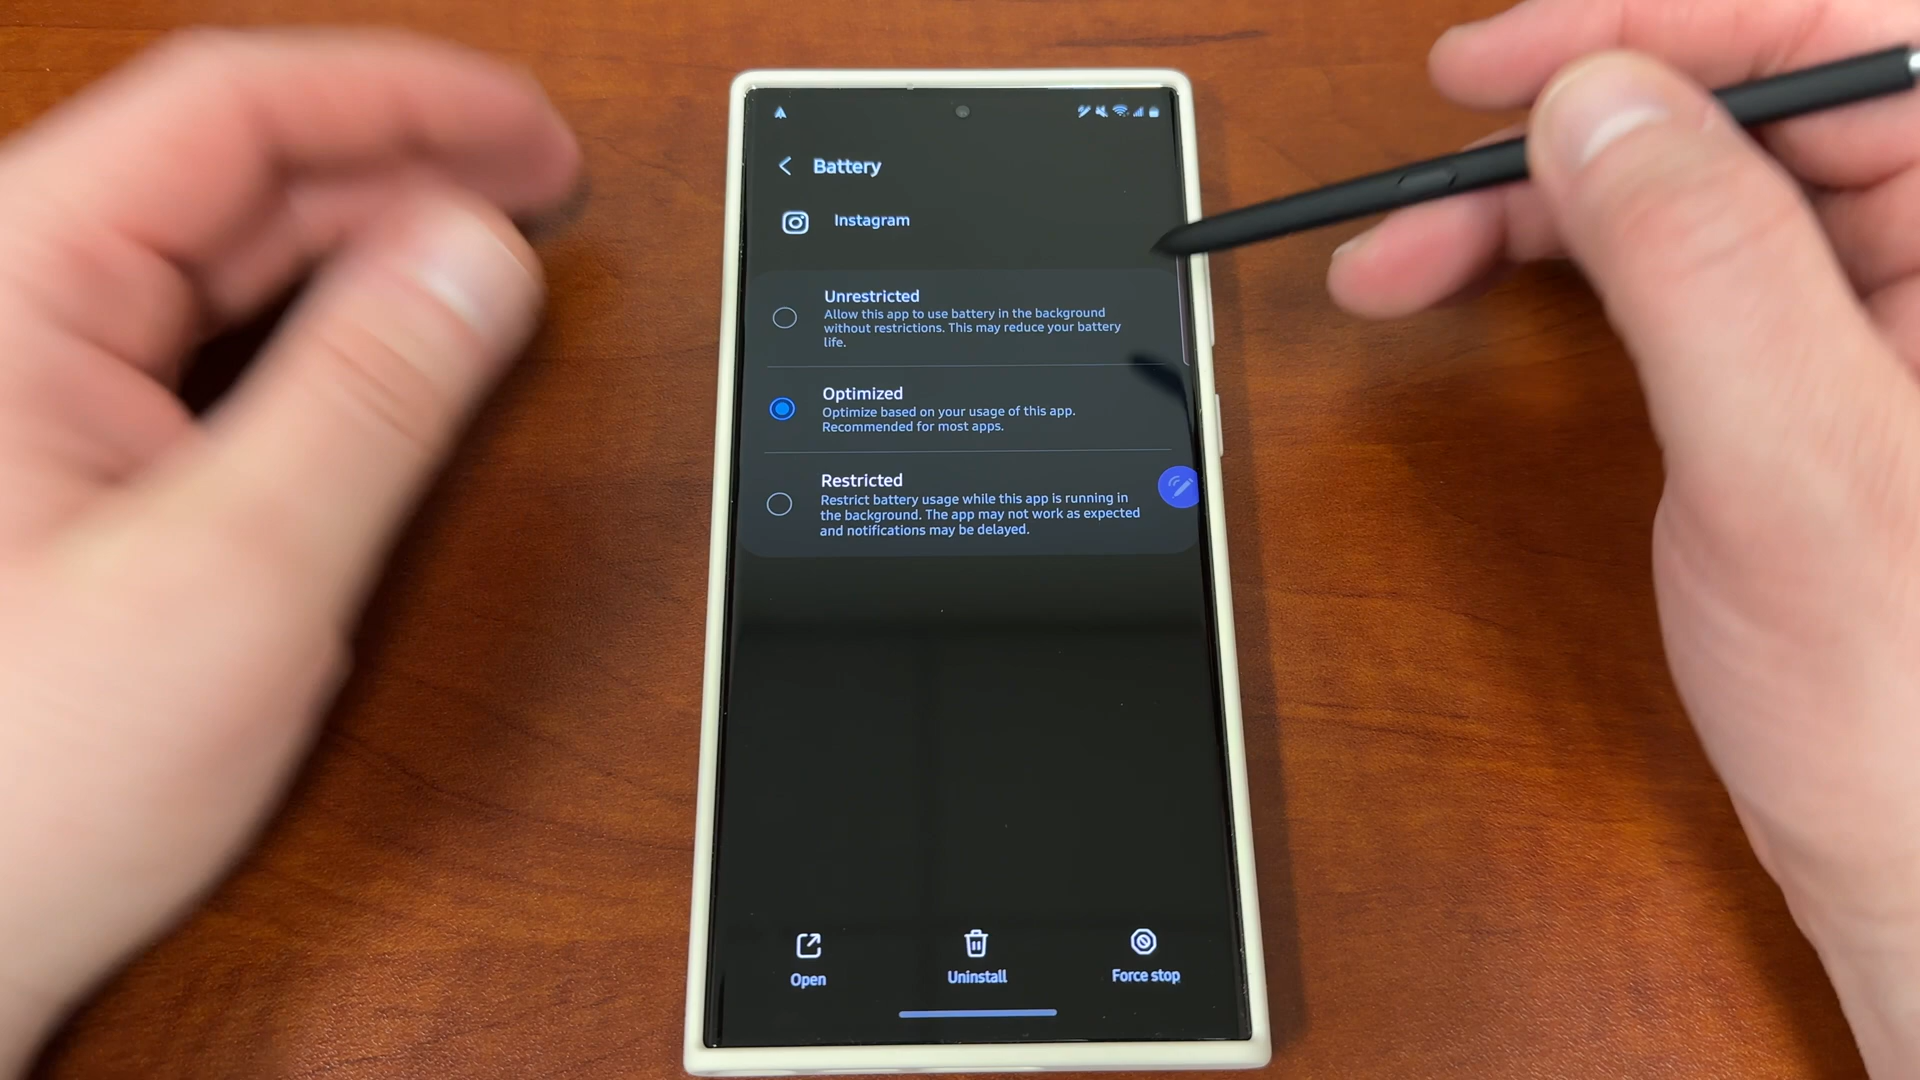 Battery
Instagram
Unrestricted
Allow this app to use battery in the background
without restrictions. This may reduce your battery
life.
Optimized
Optimize based on your usage of this app.
Recommended for most apps.
Restricted
Restrict battery usage while this app is running in
the background. The app may not work as expected
and notifications may be delayed.
Open
Uninstall
Force stop